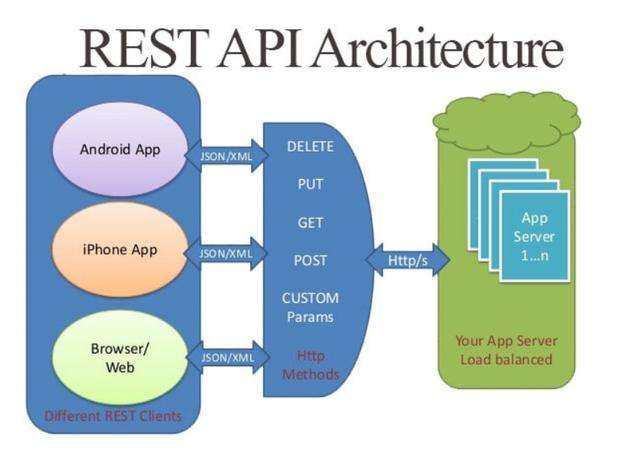 REST API Architecture
Android App
iPhone App
Browser/
Web
Different REST Clients
JSON/XML
JSON/XML
JSON/XML
DELETE
PUT
GET
POST
CUSTOM
Params
Http
Methods
Http/s
App
Server
1...n
Your App Server
Load balanced